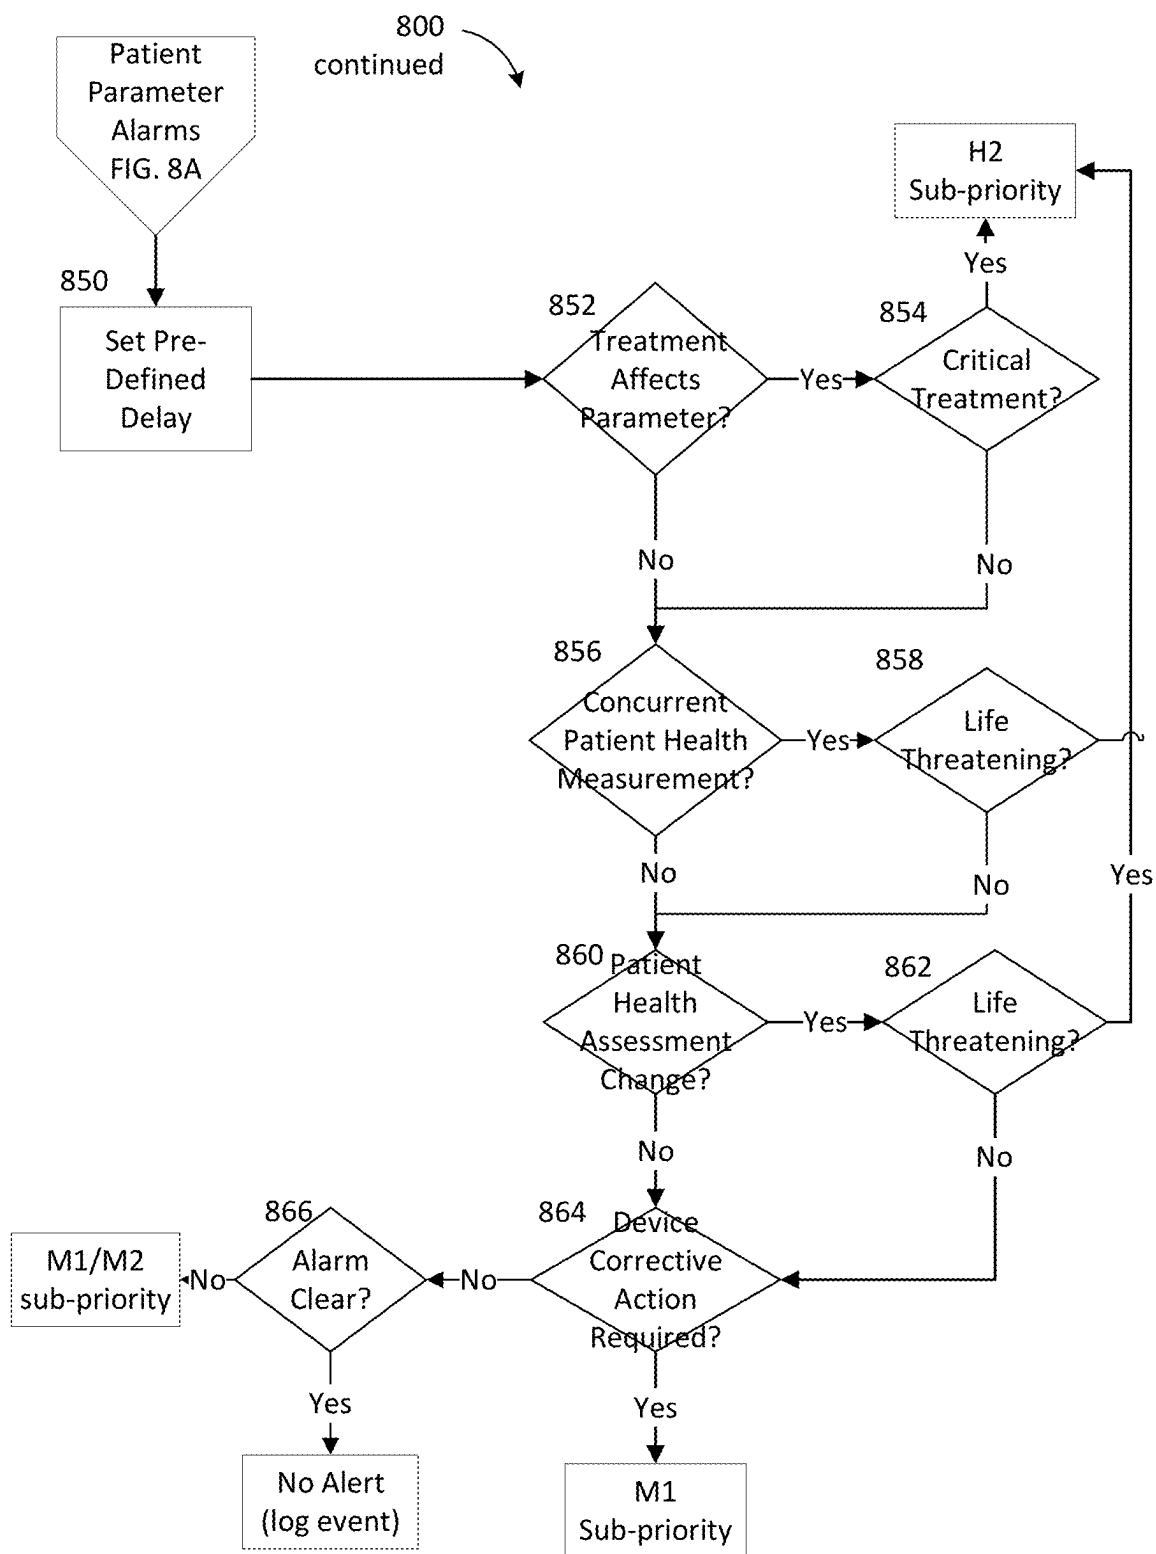 800
continued
Patient
Parameter
Alarms
FIG. 8A
H2
Sub-priority
850
Set Pre-
Defined
Delay
852
Treatment
Affects
Parameter?
Yes
854
Critical
Treatment?
Yes
No
No
856
Concurrent
Patient Health
Measurement?
Yes
858
Life
Threatening?
No
No
Yes
860
Patient
Health
Assessment
Change?
Yes
862
Life
Threatening?
No
No
864
Device
Corrective
Action
Required?
No
866
Alarm
Clear?
No
M1/M2
sub-priority
Yes
No Alert
(log event)
Yes
M1
Sub-priority